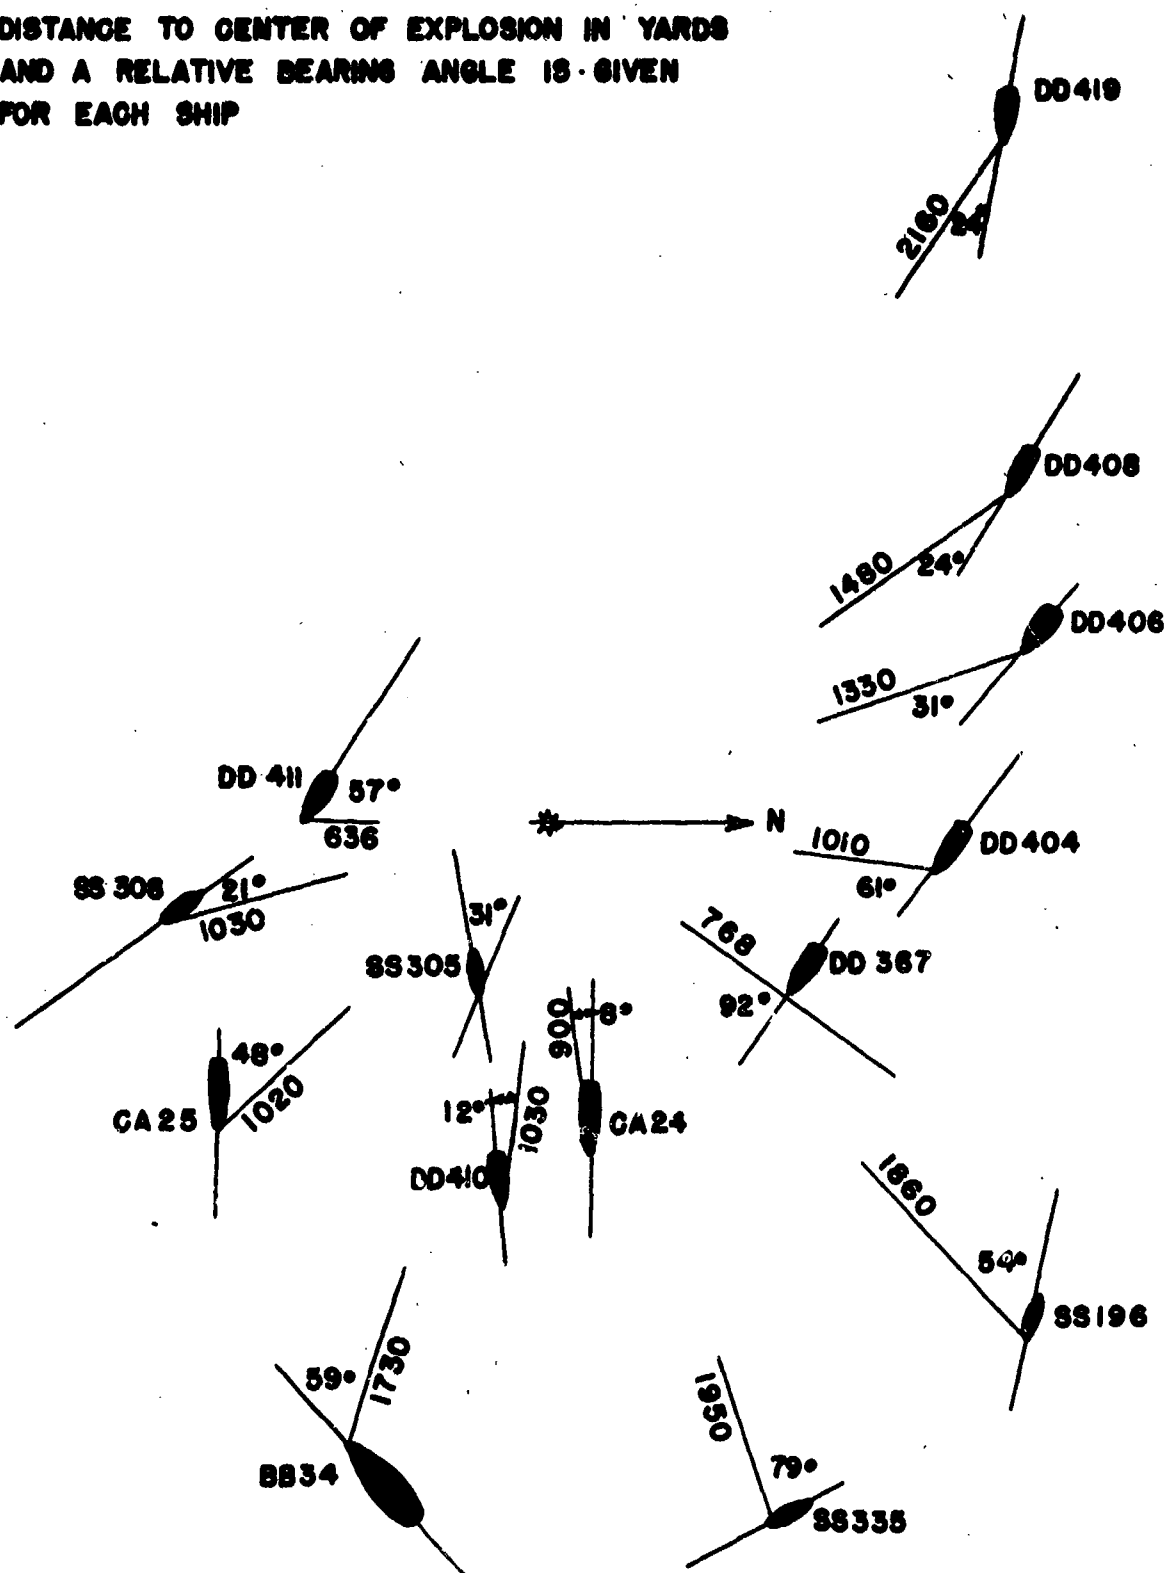 DISTANCE TO CENTER OF EXPLOSION IN YARDS
AND A RELATIVE BEARING ANGLE IS GIVEN
FOR EACH SHIP
DD419
2160
24°
DD408
1480
24°
DD406
1330
31°
DD 411
57°
636
N
1010
61°
DD404
SS 308
21°
1030
31°
SS305
768
92°
DD 367
900
6°
CA24
48°
1020
CA25
12°
1030
DD410
1860
54°
SS196
59°
1730
BB34
1950
79°
SS335